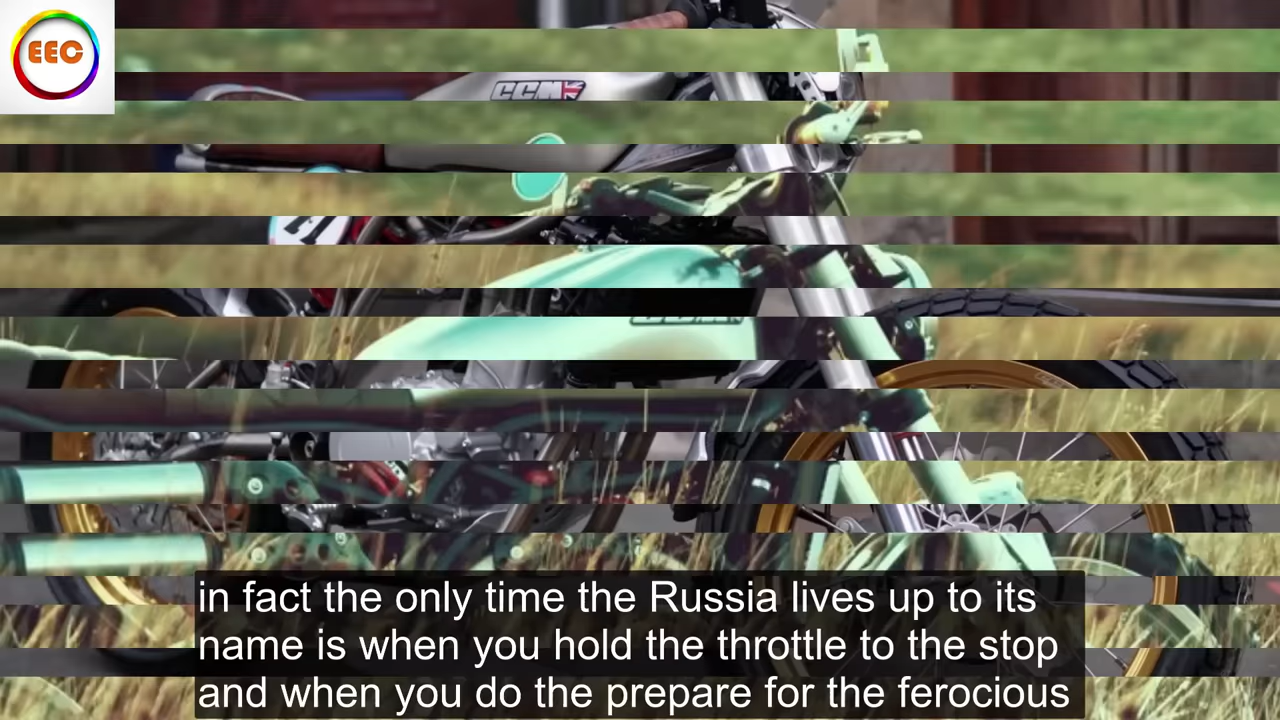 EEC
CCM
in fact the only time the Russia lives up to its
name is when you hold the throttle to the stop
and when you do the prepare for the ferocious